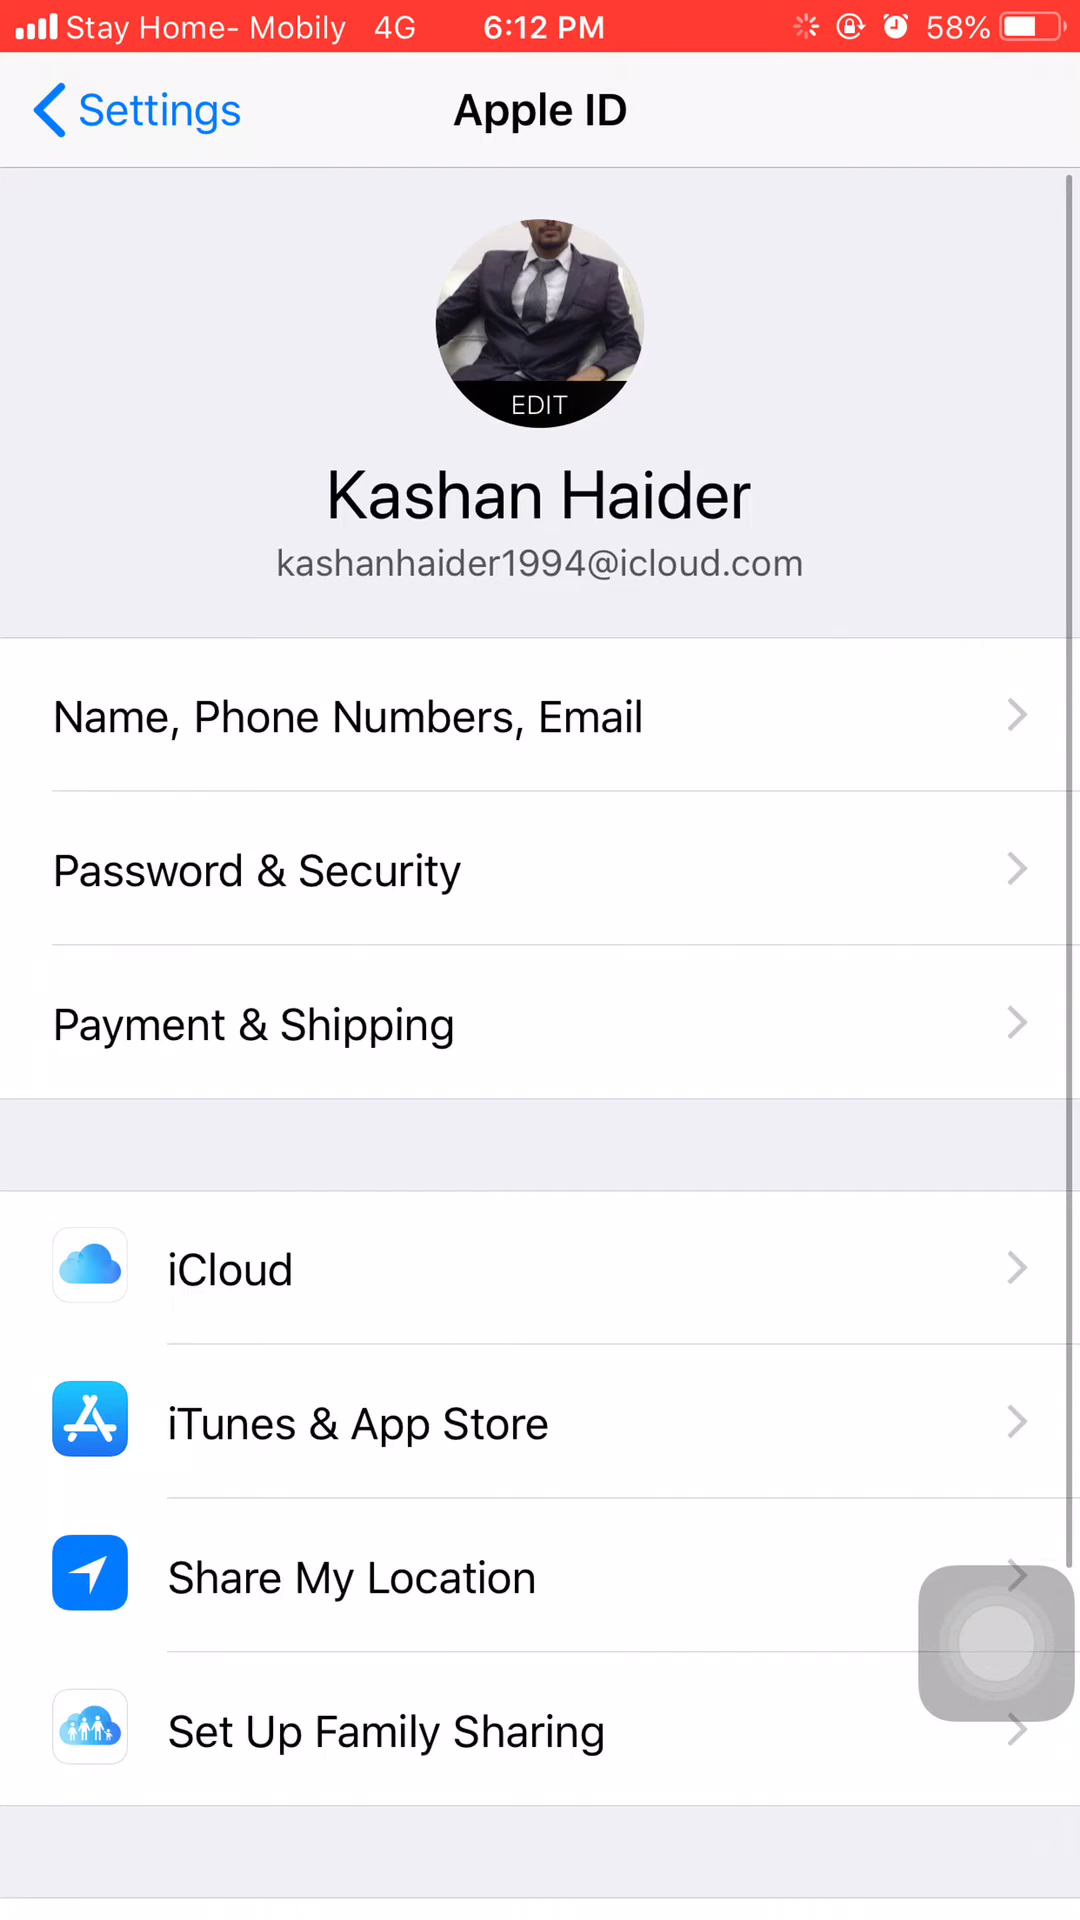 Stay Home- Mobily 4G 6:12 PM 58%
Settings Apple ID
EDIT
Kashan Haider
kashanhaider1994@icloud.com
Name, Phone Numbers, Email
Password & Security
Payment & Shipping
iCloud
iTunes & App Store
Share My Location
Set Up Family Sharing